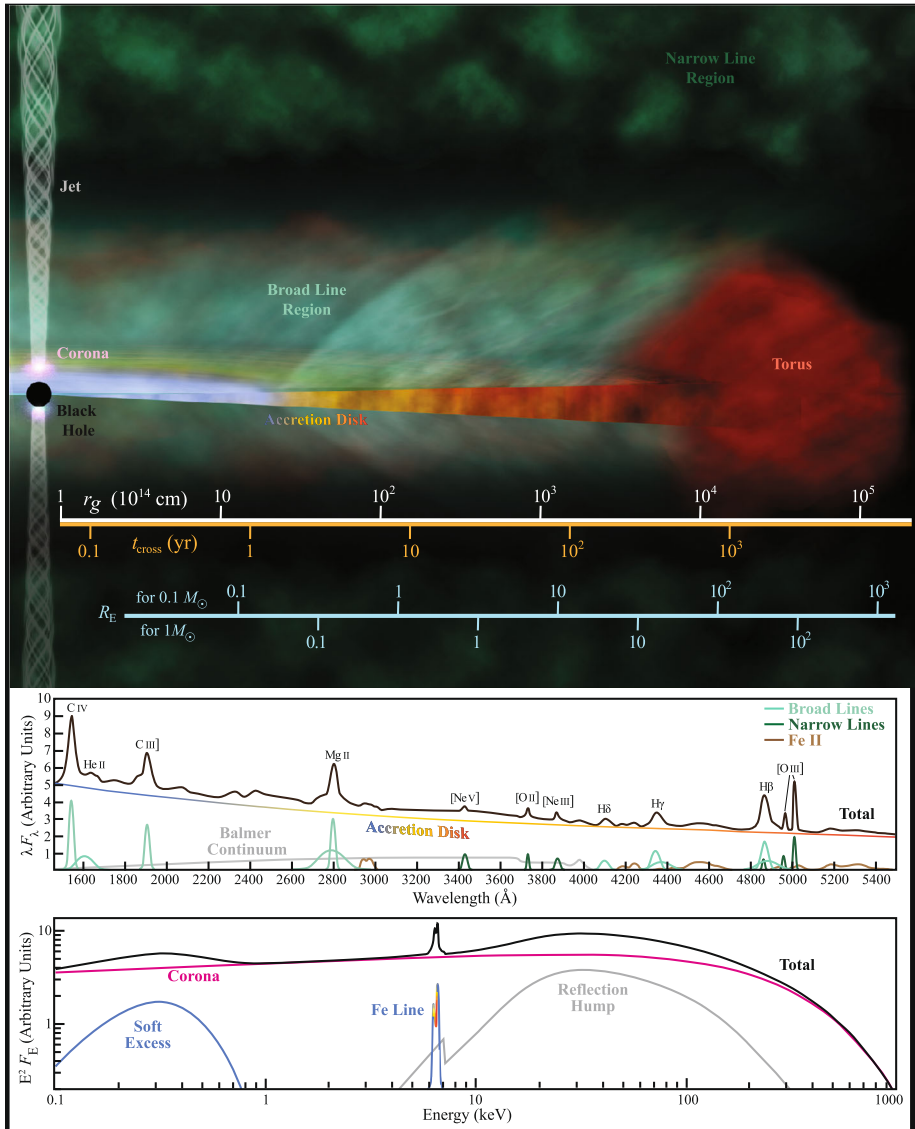 Narrow Line
Region
Jet
Broad Line
Region
Corona
Torus
Black
Hole
Accretion Disk
1 r_g (10^14 cm) 10 10^2 10^3 10^4 10^5
0.1 t_cross (yr) 1 10 10^2 10^3
for 0.1 M_☉ 0.1 1 10 10^2 10^3
R_E
for 1M_☉ 0.1 1 10 10^2
10
9
8
7
6
5
4
3
2
1
λF_λ (Arbitrary Units)
C IV
He II
C III]
Mg II
[Ne V]
[O II]
[Ne III]
Hδ
Hγ
Hβ
[O III]
Broad Lines
Narrow Lines
Fe II
Total
Accretion Disk
Balmer
Continuum
1600 1800 2000 2200 2400 2600 2800 3000 3200 3400 3600 3800 4000 4200 4400 4600 4800 5000 5200 5400
Wavelength (Å)
10
1
E^2 F_E (Arbitrary Units)
Corona
Total
Soft
Excess
Fe Line
Reflection
Hump
0.1 1 10 100 1000
Energy (keV)